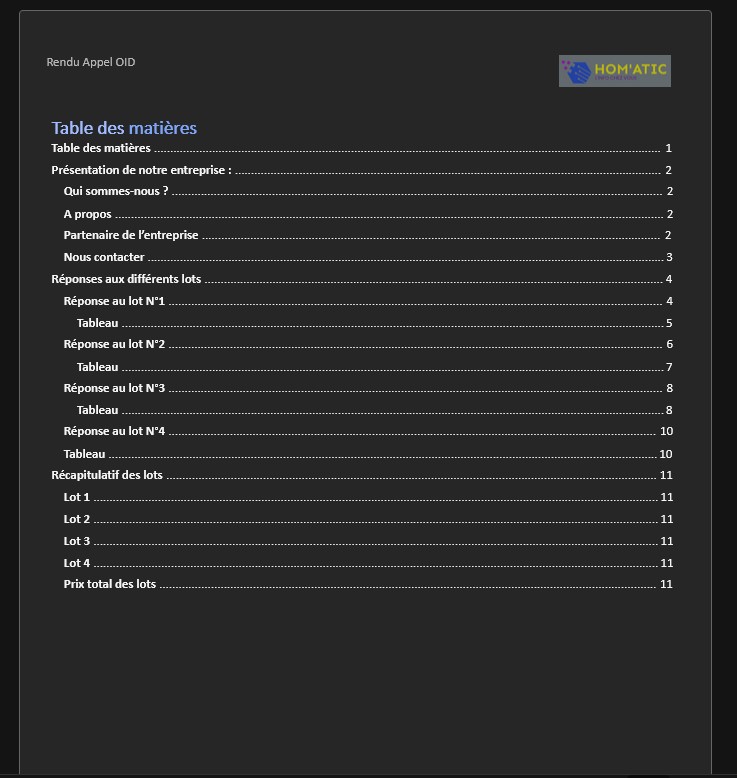 Rendu Appel OID
HOM'ATIC
Table des matières
Table des matières 1
Présentation de notre entreprise : 2
Qui sommes-nous ? 2
A propos 2
Partenaire de l’entreprise 2
Nous contacter 3
Réponses aux différents lots 4
Réponse au lot N°1 4
Tableau 5
Réponse au lot N°2 6
Tableau 7
Réponse au lot N°3 8
Tableau 8
Réponse au lot N°4 10
Tableau 10
Récapitulatif des lots 11
Lot 1 11
Lot 2 11
Lot 3 11
Lot 4 11
Prix total des lots 11